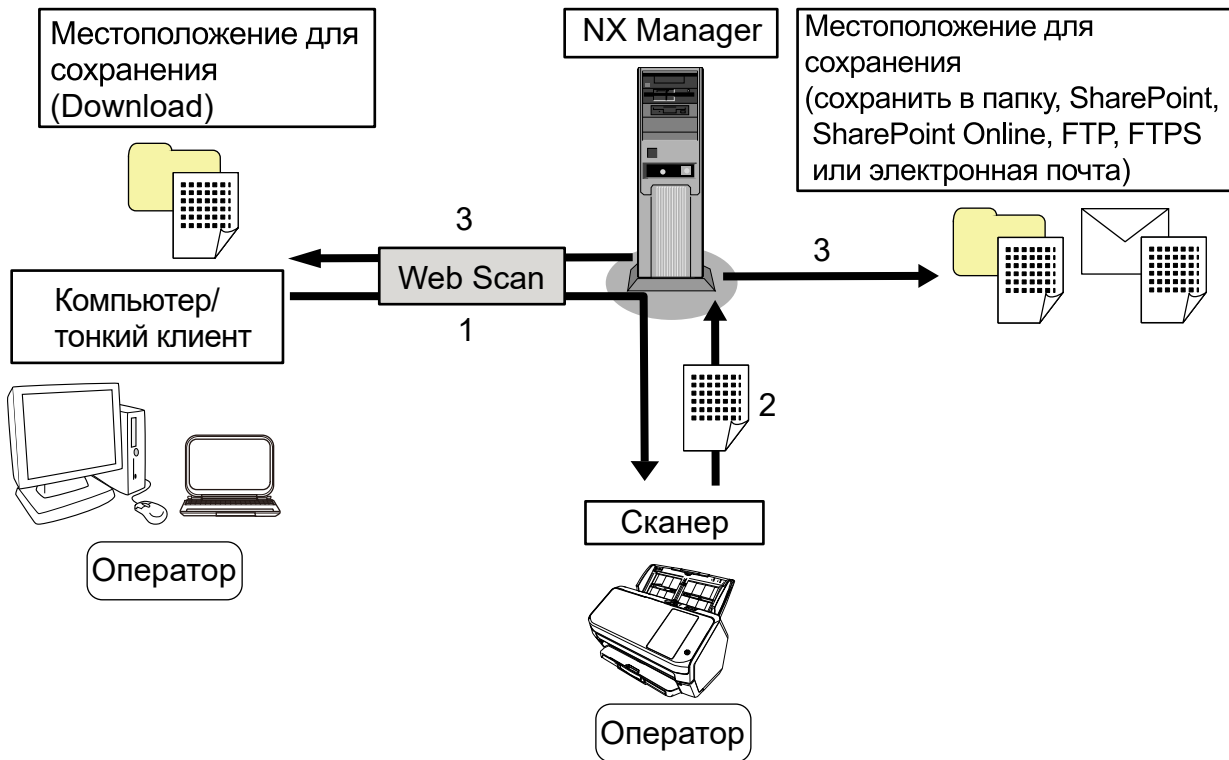 Местоположение для
сохранения
(Download)
NX Manager
Местоположение для
сохранения
(сохранить в папку, SharePoint,
SharePoint Online, FTP, FTPS
или электронная почта)
3
Web Scan
1
3
Компьютер/
тонкий клиент
2
Сканер
Оператор
Оператор